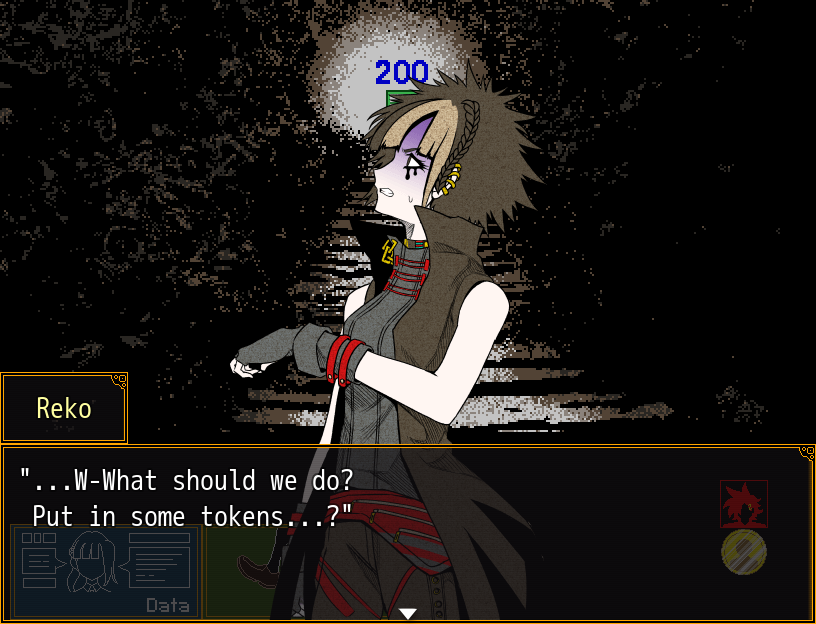 200
Reko
"...W-What should we do?
Put in some tokens...?"
Data